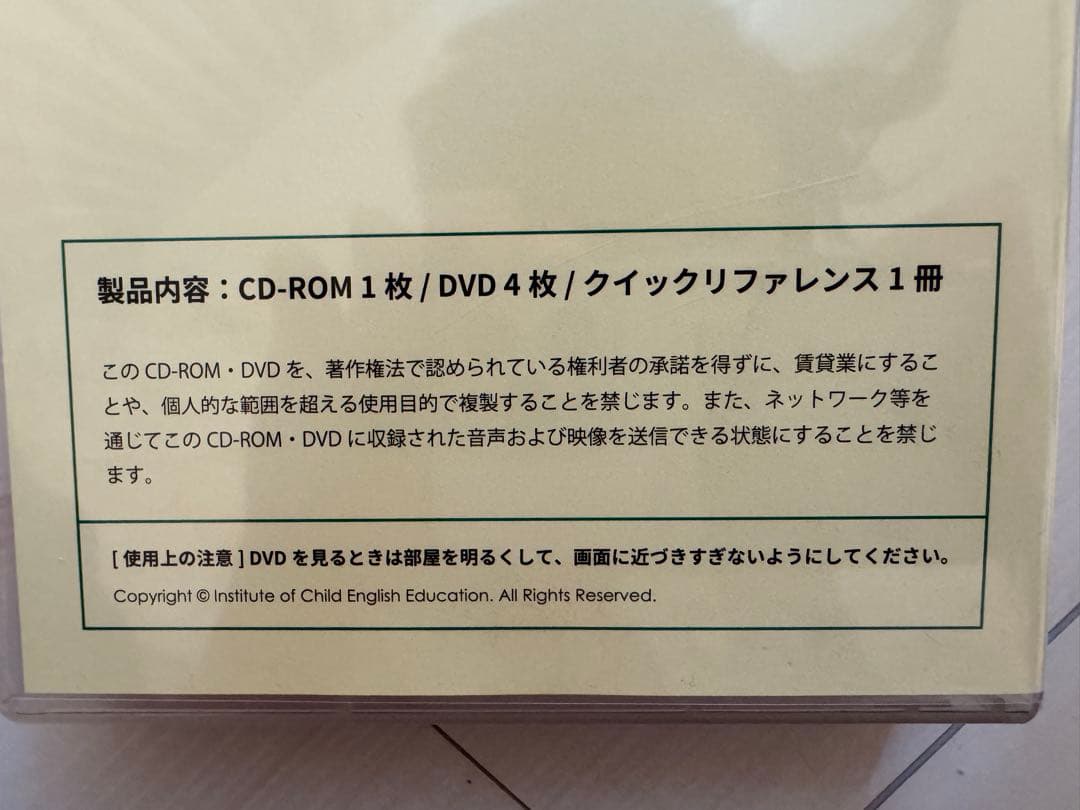 製品内容：CD-ROM 1 枚 / DVD 4 枚 / クイックリファレンス 1 冊
この CD-ROM・DVD を、著作権法で認められている権利者の承諾を得ずに、賃貸業にするこ
とや、個人的な範囲を超える使用目的で複製することを禁じます。また、ネットワーク等を
通じてこの CD-ROM・DVD に収録された音声および映像を送信できる状態にすることを禁じ
ます。
[ 使用上の注意 ] DVD を見るときは部屋を明るくして、画面に近づきすぎないようにしてください。
Copyright © Institute of Child English Education. All Rights Reserved.